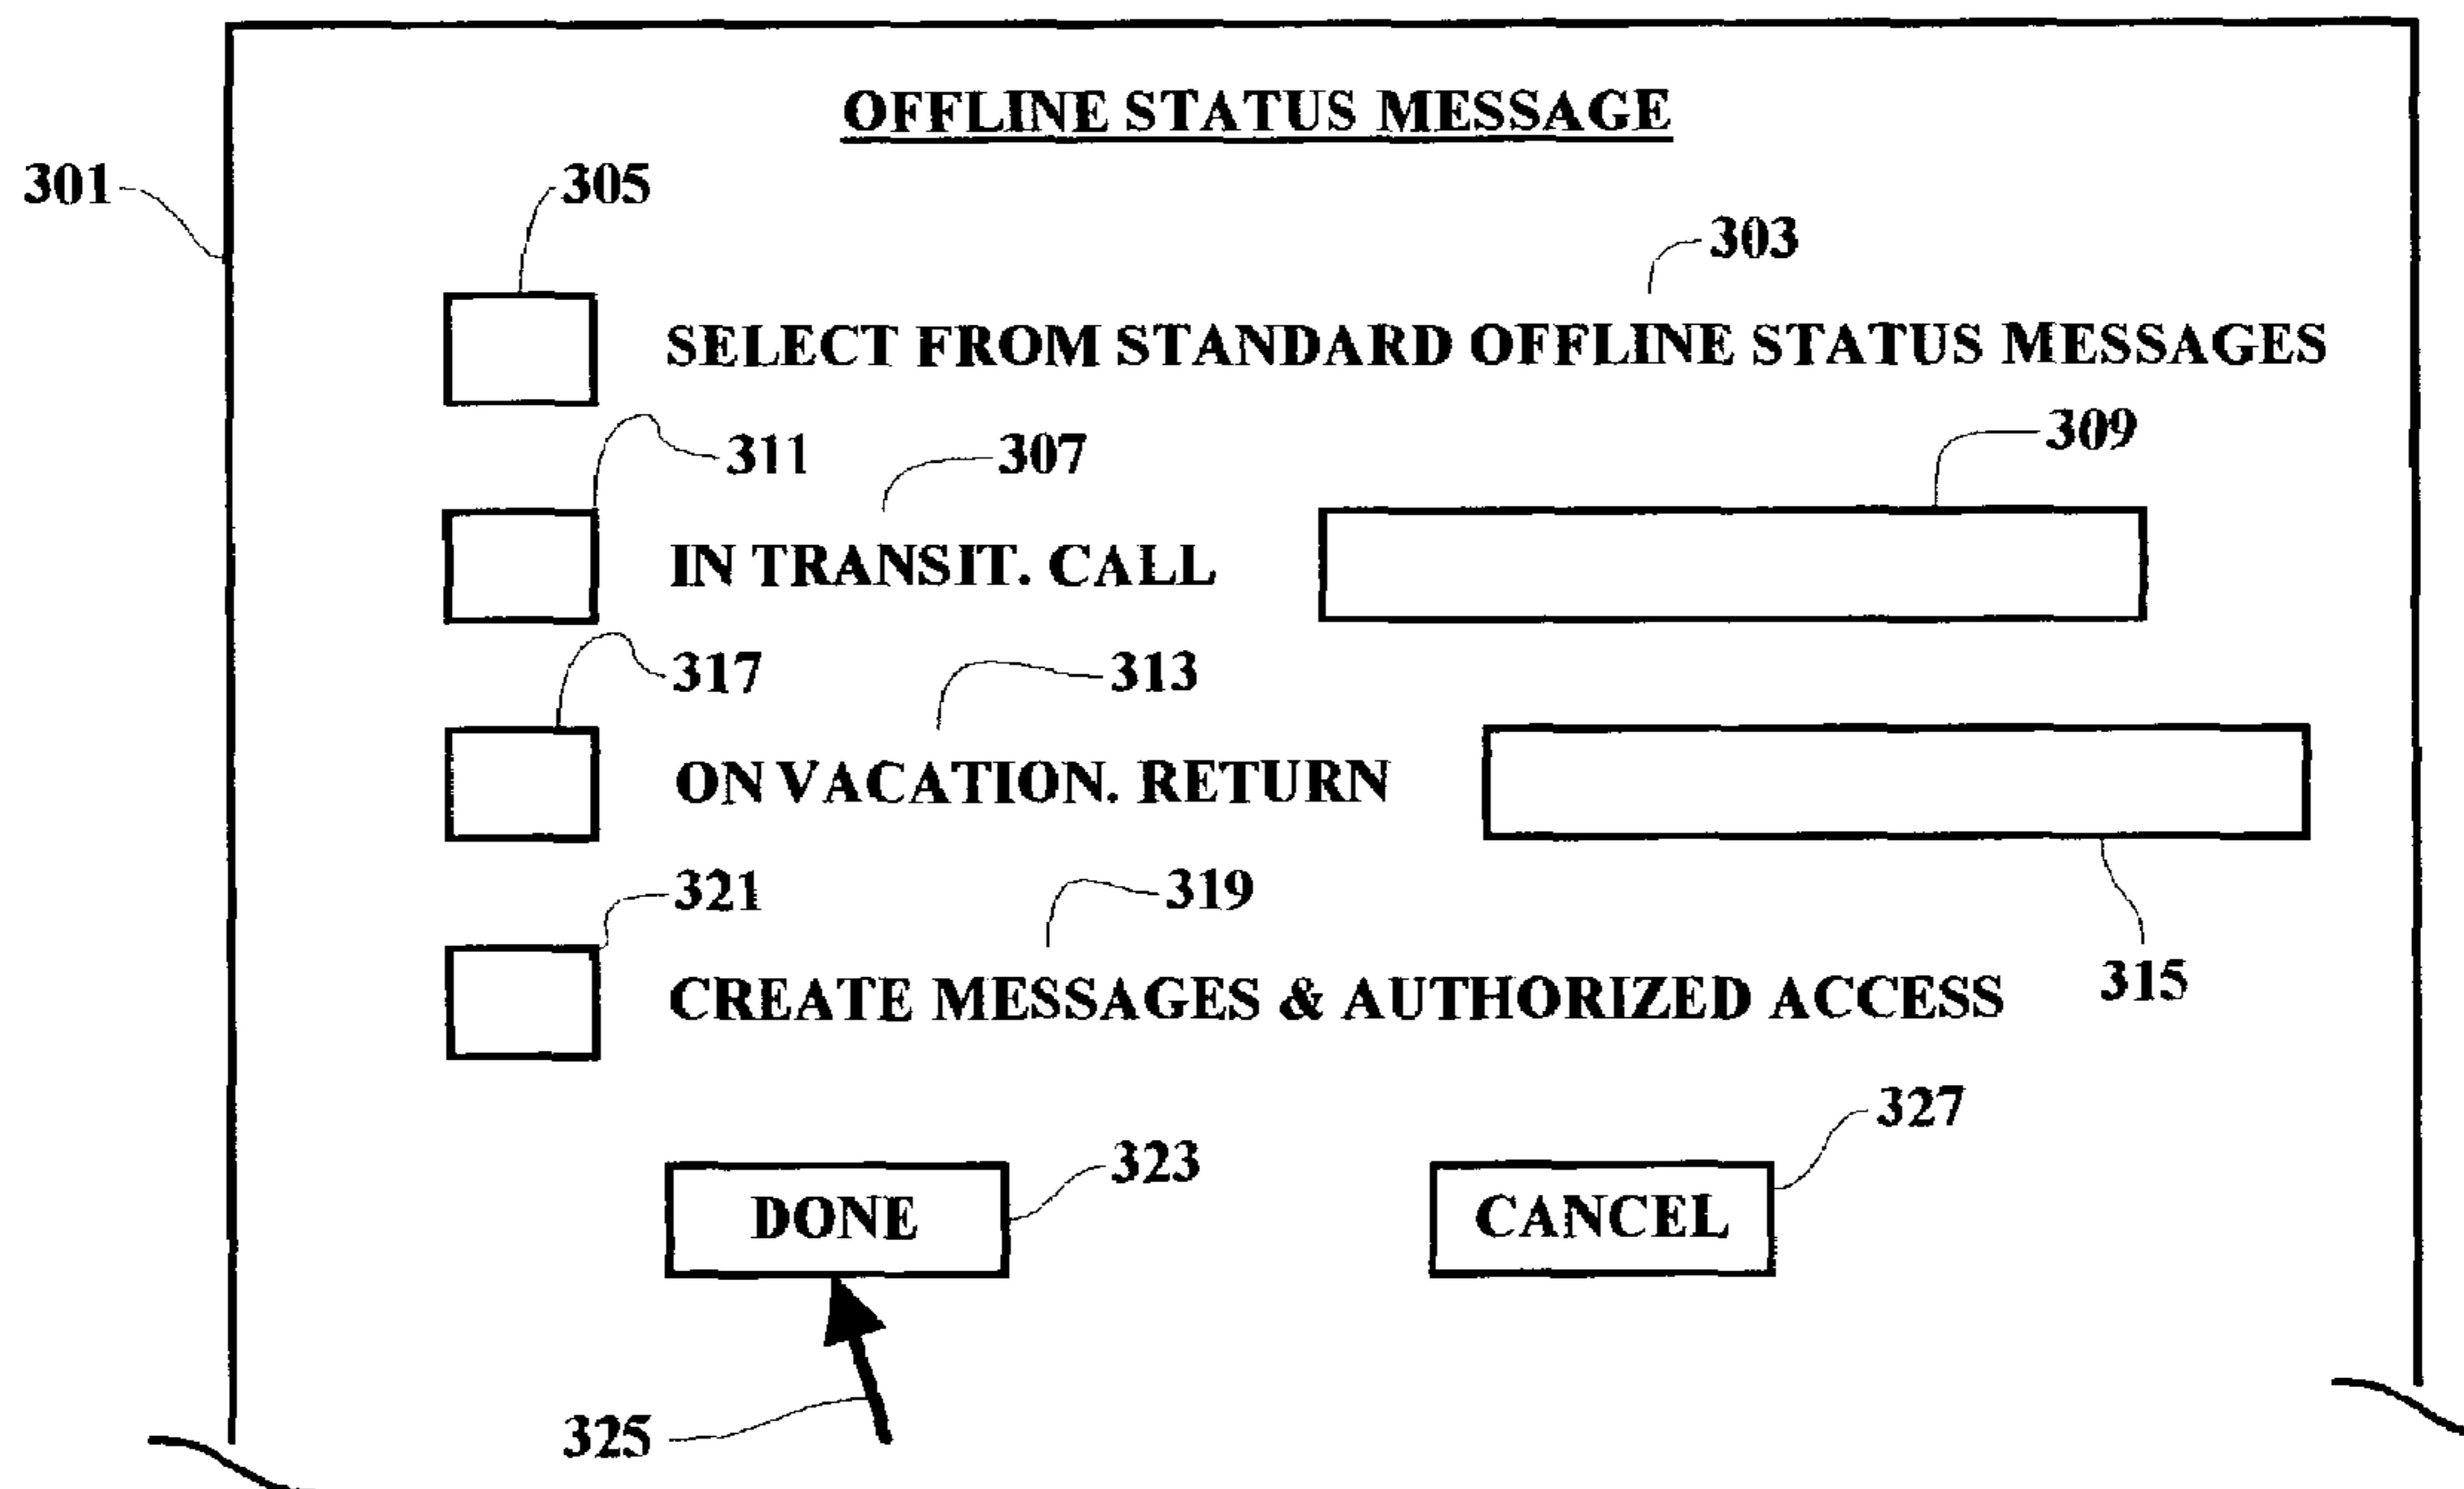 OFFLINE STATUS MESSAGE
301
305
303
SELECT FROM STANDARD OFFLINE STATUS MESSAGES
311
307
309
IN TRANSIT. CALL
317
313
ON VACATION. RETURN
321
319
315
CREATE MESSAGES & AUTHORIZED ACCESS
327
323
DONE
CANCEL
325